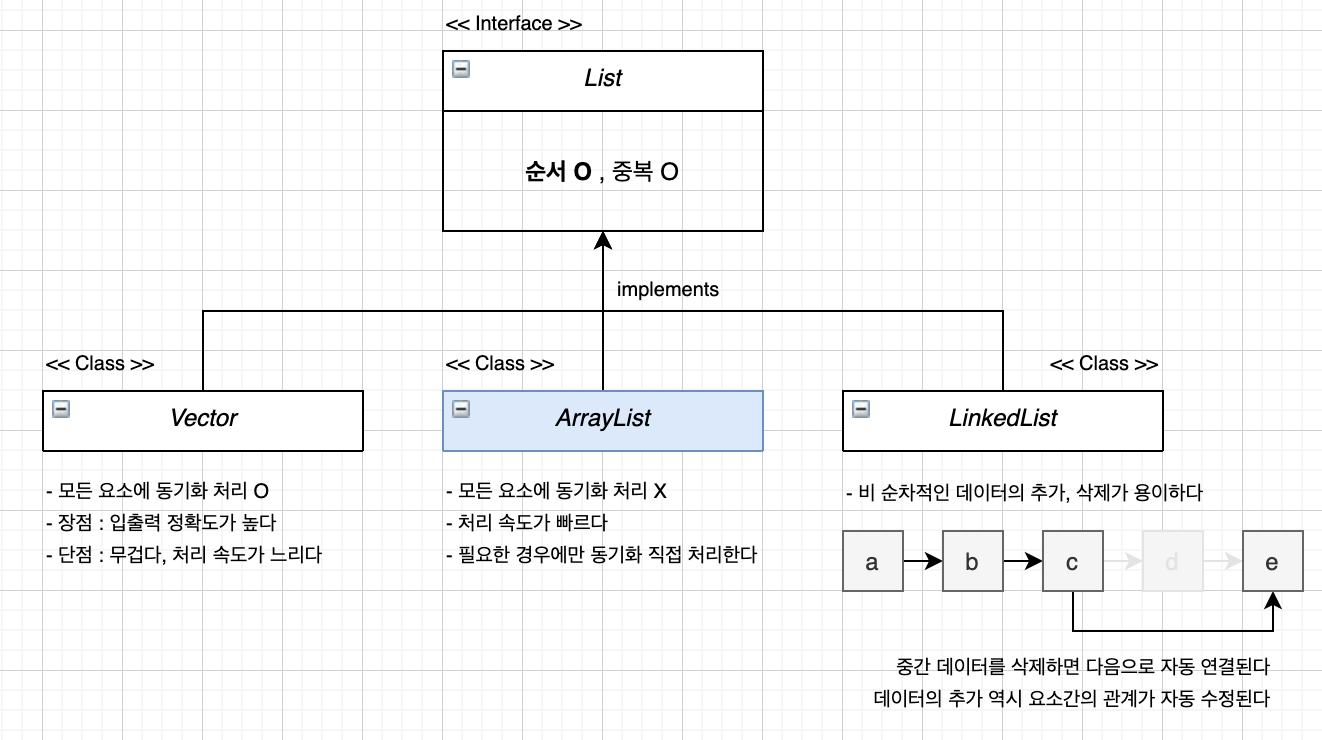 << Interface >>
List
순서 O , 중복 O
implements
<< Class >>
Vector
- 모든 요소에 동기화 처리 O
- 장점 : 입출력 정확도가 높다
- 단점 : 무겁다, 처리 속도가 느리다
<< Class >>
ArrayList
- 모든 요소에 동기화 처리 X
- 처리 속도가 빠르다
- 필요한 경우에만 동기화 직접 처리한다
<< Class >>
LinkedList
- 비 순차적인 데이터의 추가, 삭제가 용이하다
a b c d e
중간 데이터를 삭제하면 다음으로 자동 연결된다
데이터의 추가 역시 요소간의 관계가 자동 수정된다